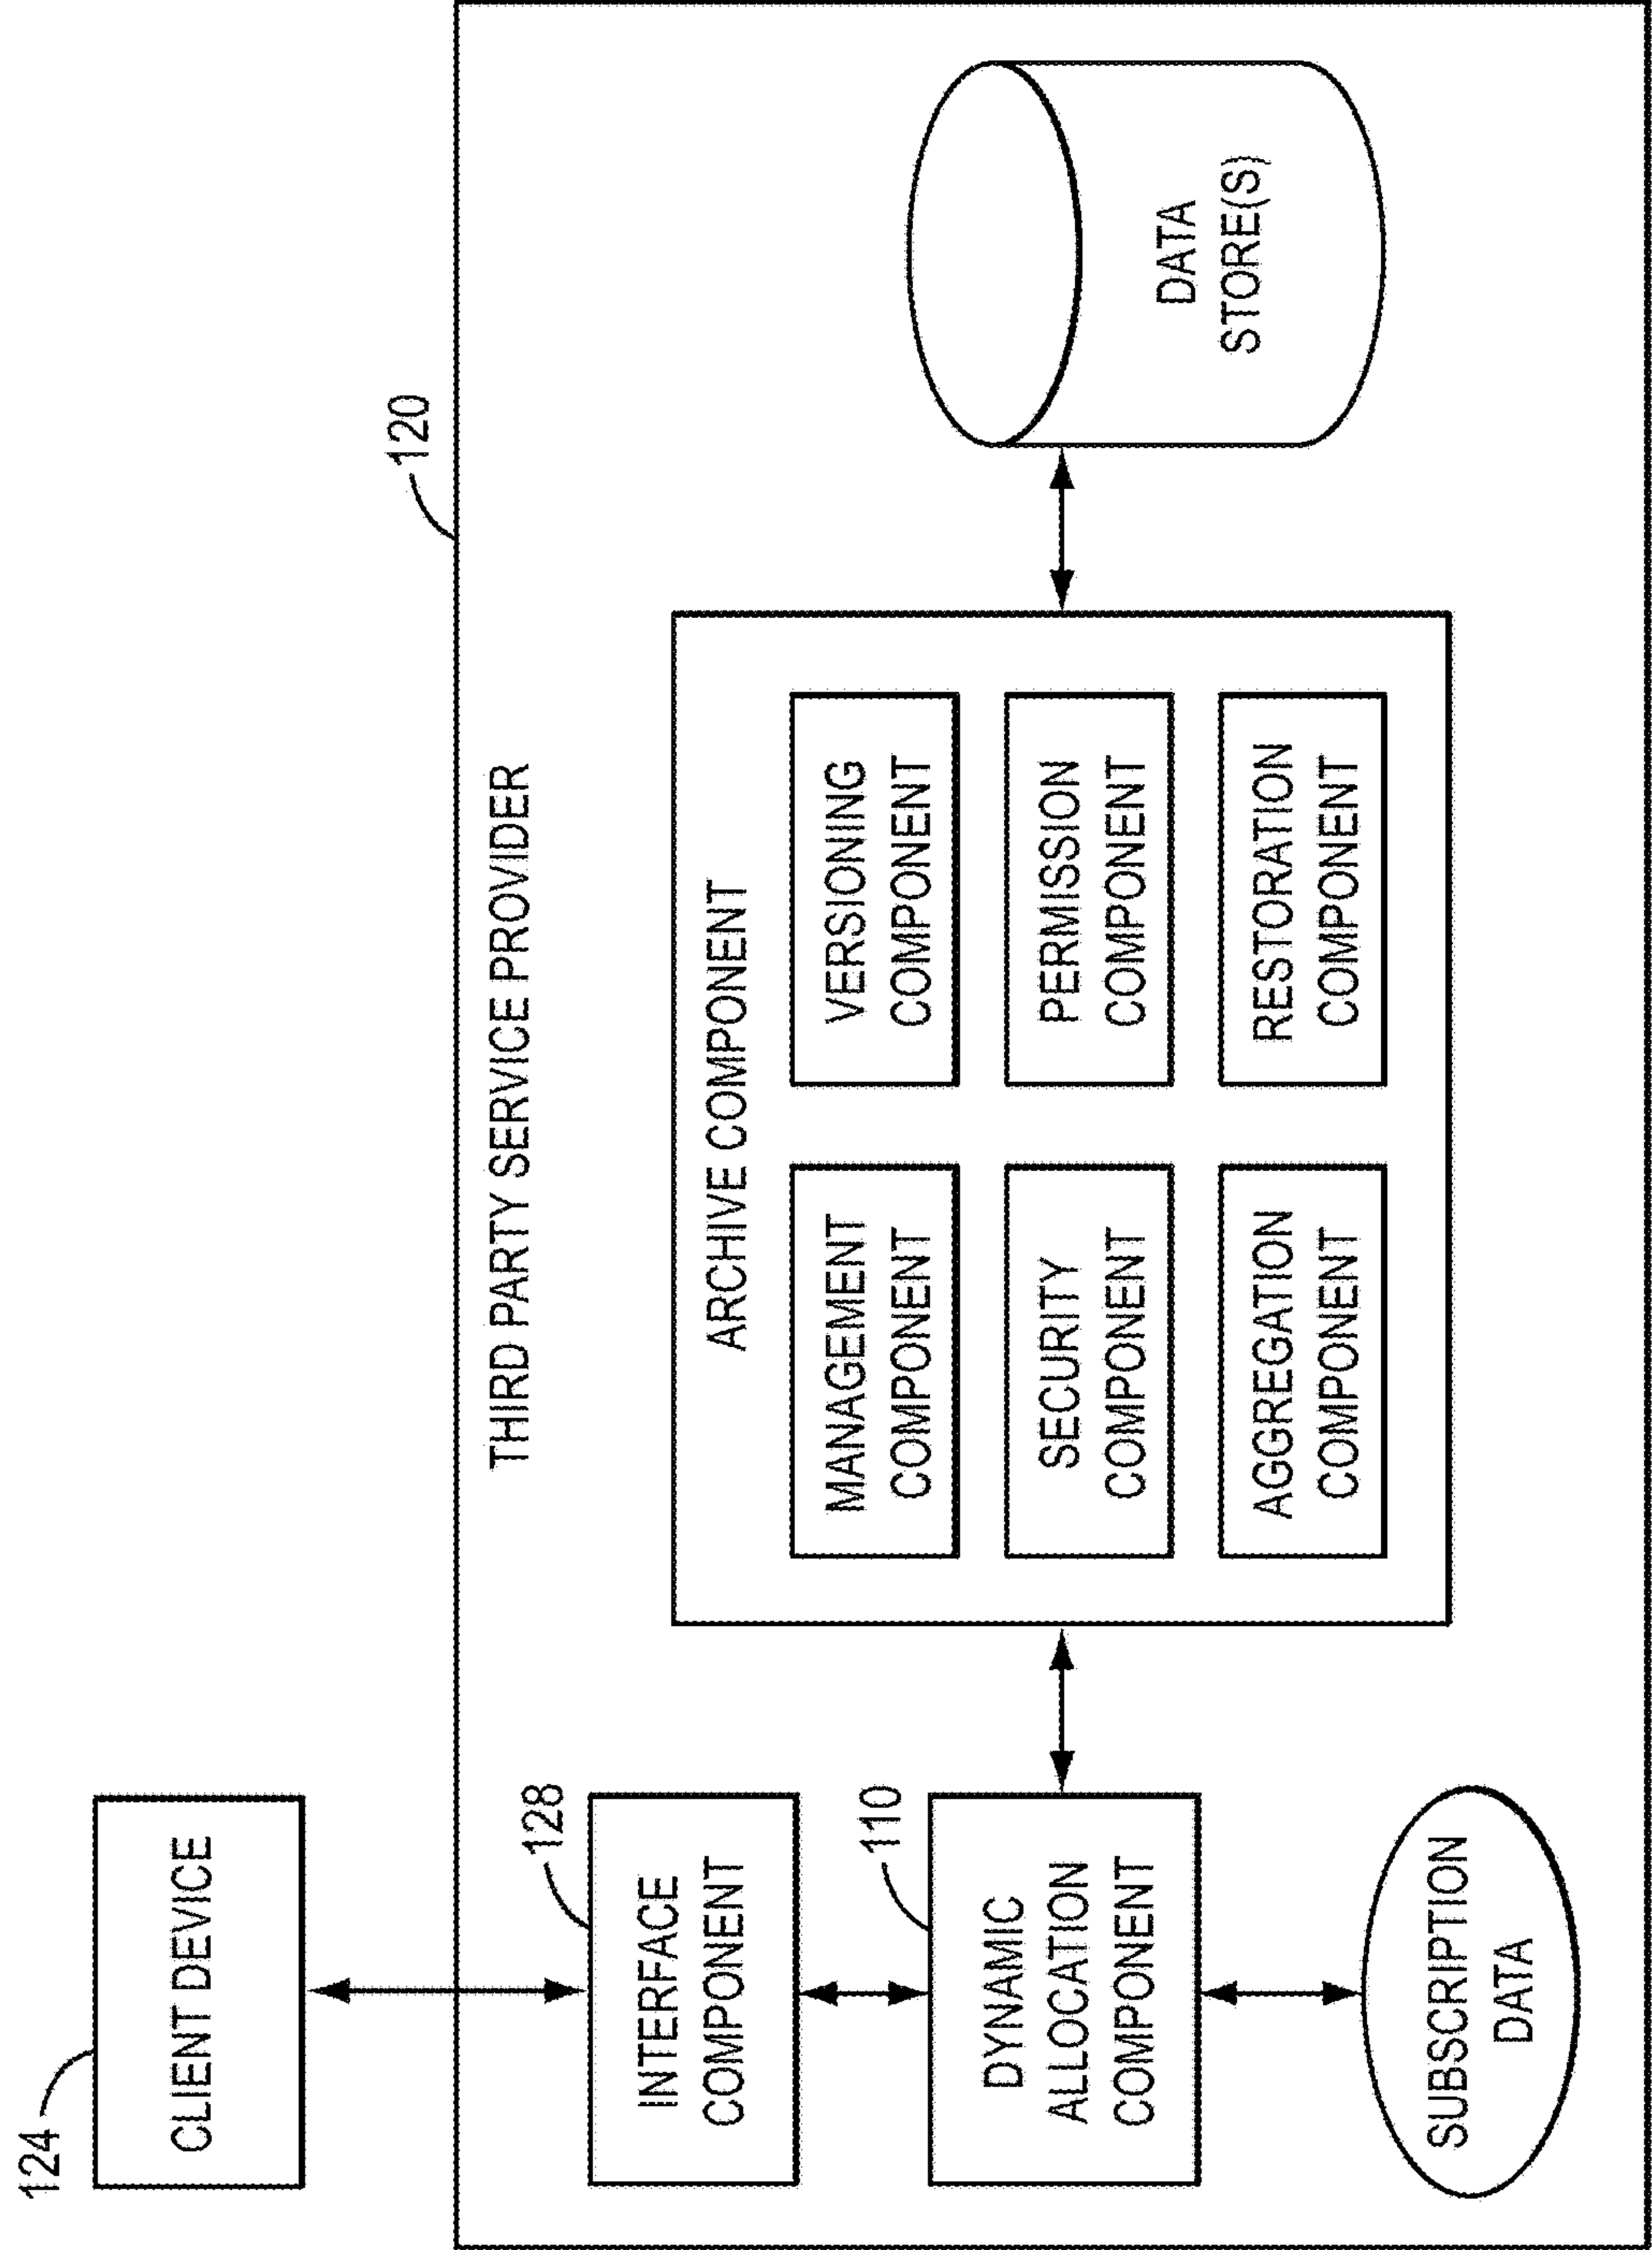 124
CLIENT DEVICE
120
THIRD PARTY SERVICE PROVIDER
128
INTERFACE
COMPONENT
110
DYNAMIC
ALLOCATION
COMPONENT
SUBSCRIPTION
DATA
ARCHIVE COMPONENT
MANAGEMENT
COMPONENT
VERSIONING
COMPONENT
SECURITY
COMPONENT
PERMISSION
COMPONENT
AGGREGATION
COMPONENT
RESTORATION
COMPONENT
DATA
STORE(S)